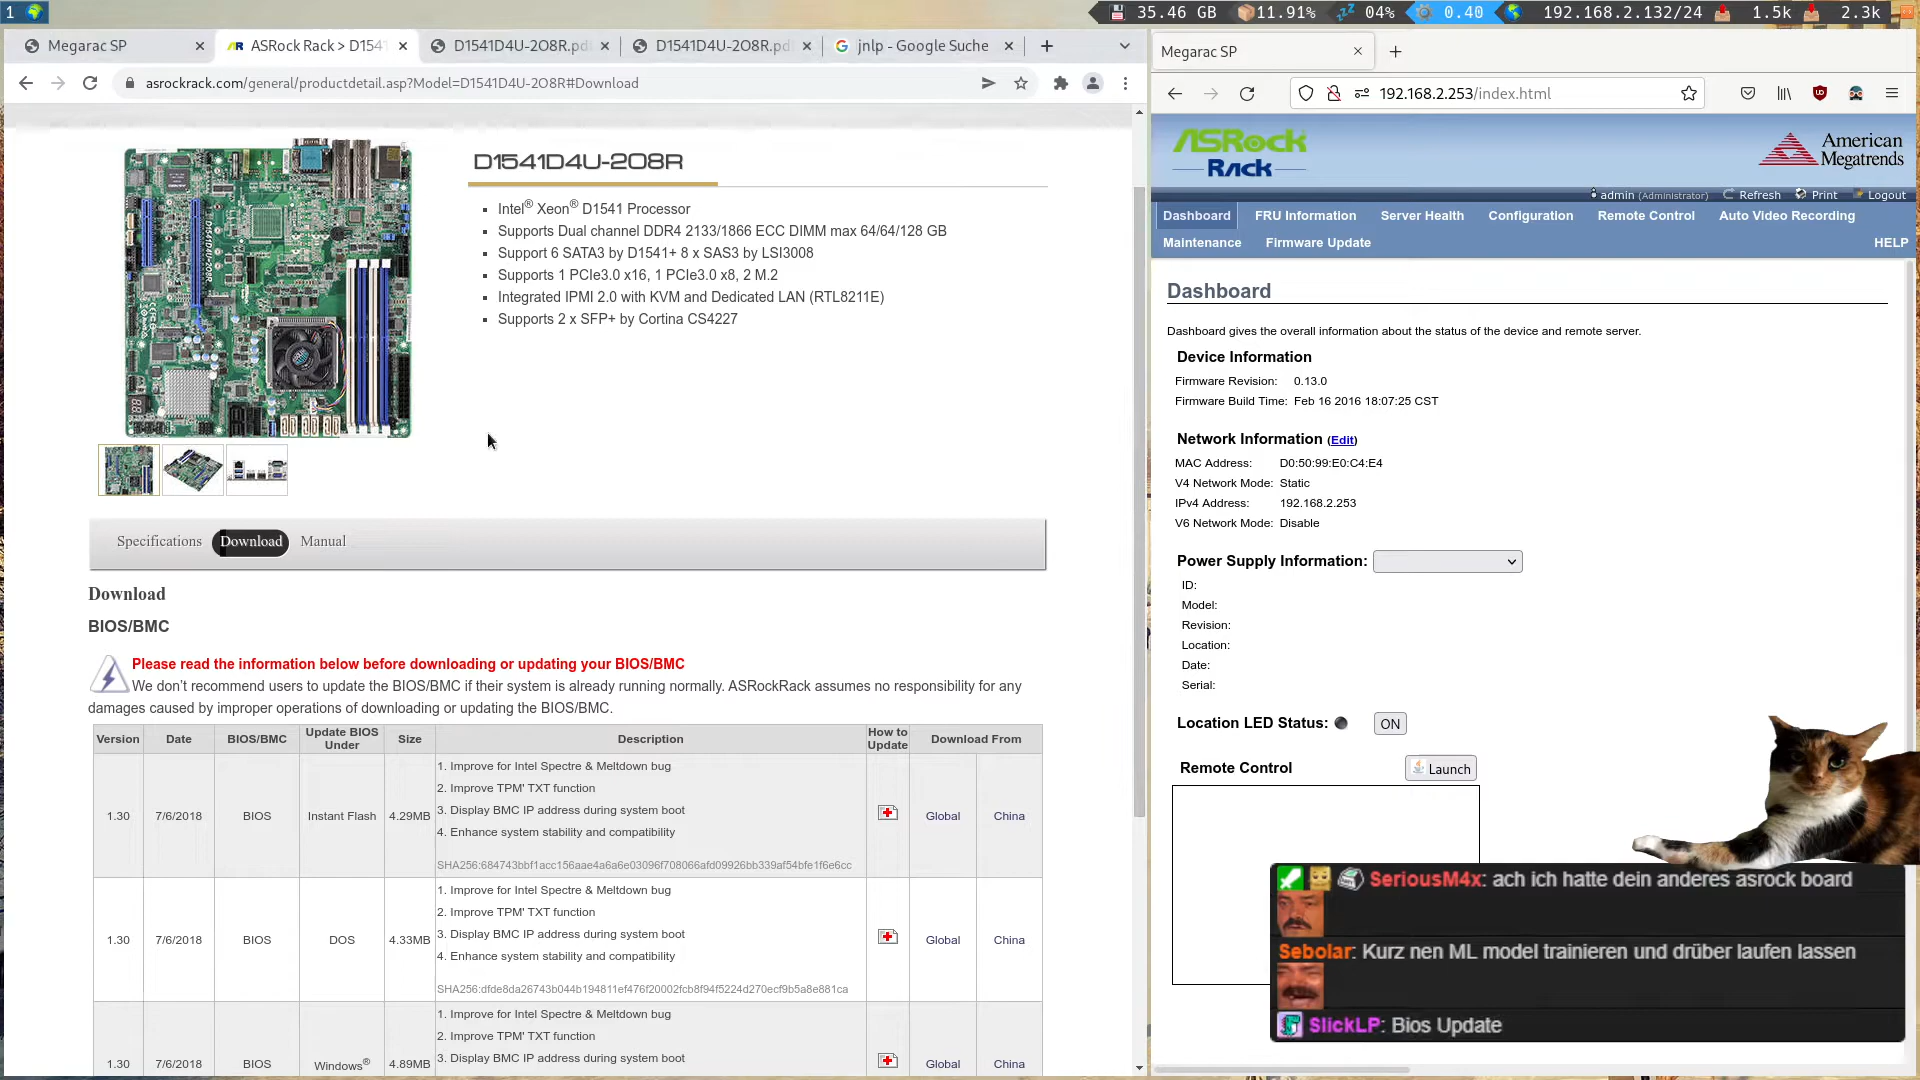 1
35.46 GB
11.91%
04%
0.40
192.168.2.132/24
1.5k
2.3k
Megarac SP
ASRock Rack > D1541
D1541D4U-2O8R.pd
D1541D4U-2O8R.pd
jnlp - Google Suche
asrockrack.com/general/productdetail.asp?Model=D1541D4U-2O8R#Download
D1541D4U-2O8R
Intel® Xeon® D1541 Processor
Supports Dual channel DDR4 2133/1866 ECC DIMM max 64/64/128 GB
Support 6 SATA3 by D1541+ 8 x SAS3 by LSI3008
Supports 1 PCIe3.0 x16, 1 PCIe3.0 x8, 2 M.2
Integrated IPMI 2.0 with KVM and Dedicated LAN (RTL8211E)
Supports 2 x SFP+ by Cortina CS4227
Specifications Download Manual
Download
BIOS/BMC
Please read the information below before downloading or updating your BIOS/BMC
We don't recommend users to update the BIOS/BMC if their system is already running normally. ASRockRack assumes no responsibility for any
damages caused by improper operations of downloading or updating the BIOS/BMC.
Version Date BIOS/BMC Update BIOS Under Size Description How to Update Download From
1. Improve for Intel Spectre & Meltdown bug
2. Improve TPM' TXT function
3. Display BMC IP address during system boot
1.30 7/6/2018 BIOS Instant Flash 4.29MB Global China
4. Enhance system stability and compatibility
SHA256:684743bbf1acc156aae4a6a6e03096f708066afd09926bb339af54bfe1f6e6cc
1. Improve for Intel Spectre & Meltdown bug
2. Improve TPM' TXT function
3. Display BMC IP address during system boot
1.30 7/6/2018 BIOS DOS 4.33MB Global China
4. Enhance system stability and compatibility
SHA256:dfde8da26743b044b194811ef476f20002fcb8f94f5224d270ecf9b5a8e881ca
1. Improve for Intel Spectre & Meltdown bug
2. Improve TPM' TXT function
3. Display BMC IP address during system boot
1.30 7/6/2018 BIOS Windows® 4.89MB Global China
Megarac SP
192.168.2.253/index.html
ASRock
Rack
American
Megatrends
admin (Administrator) Refresh Print Logout
Dashboard FRU Information Server Health Configuration Remote Control Auto Video Recording
Maintenance Firmware Update HELP
Dashboard
Dashboard gives the overall information about the status of the device and remote server.
Device Information
Firmware Revision: 0.13.0
Firmware Build Time: Feb 16 2016 18:07:25 CST
Network Information (Edit)
MAC Address: D0:50:99:E0:C4:E4
V4 Network Mode: Static
IPv4 Address: 192.168.2.253
V6 Network Mode: Disable
Power Supply Information:
ID:
Model:
Revision:
Location:
Date:
Serial:
Location LED Status: ON
Remote Control Launch
SeriousM4x: ach ich hatte dein anderes asrock board
Sebolar: Kurz nen ML model trainieren und drüber laufen lassen
SlickLP: Bios Update